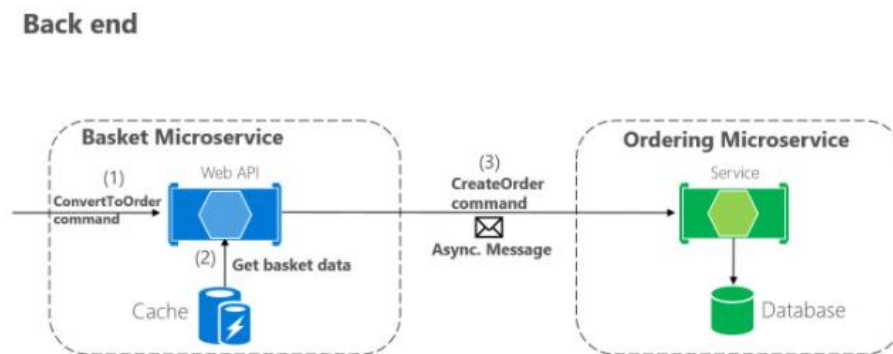 Back end
Basket Microservice
Ordering Microservice
(1)
ConvertToOrder
command
Web API
(3)
CreateOrder
command
Async. Message
Service
(2)
Get basket data
Cache
Database